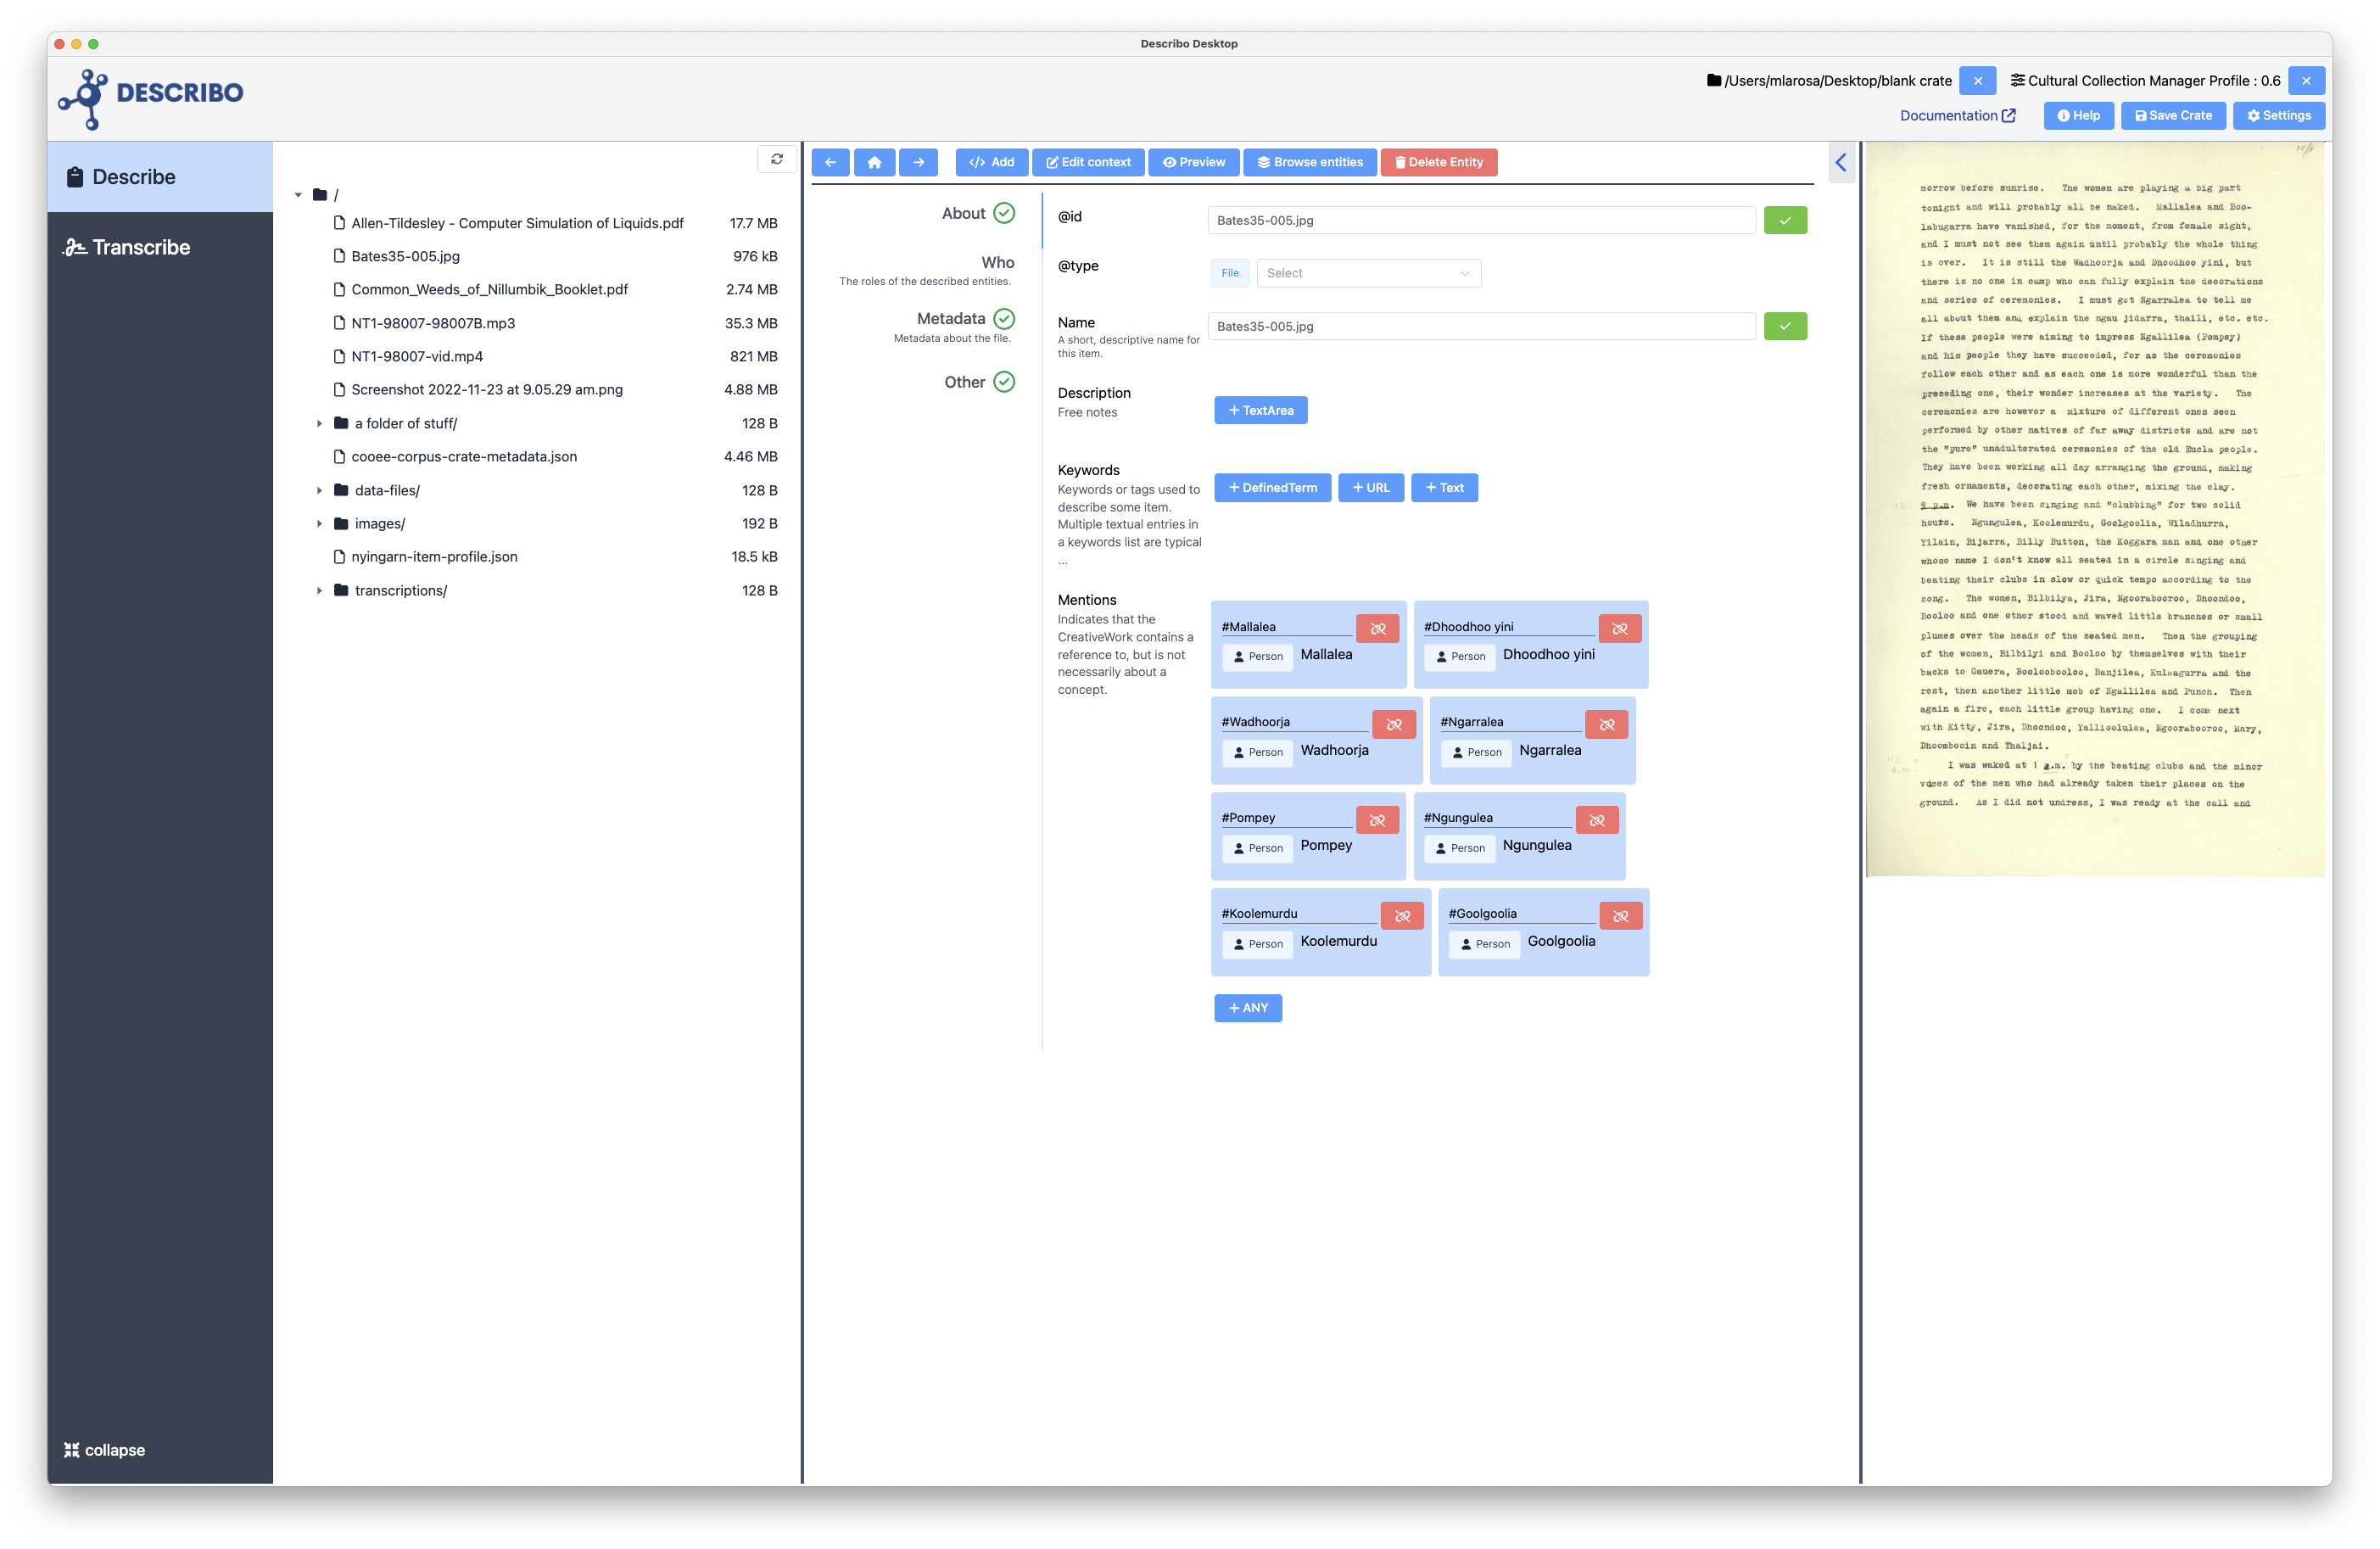 Describo Desktop
DESCRIBO
/Users/mlarosa/Desktop/blank crate
Cultural Collection Manager Profile : 0.6
Documentation
Help
Save Crate
Settings
Describe
Transcribe
collapse
/
Allen-Tildesley - Computer Simulation of Liquids.pdf 17.7 MB
Bates35-005.jpg 976 kB
Common_Weeds_of_Nillumbik_Booklet.pdf 2.74 MB
NT1-98007-98007B.mp3 35.3 MB
NT1-98007-vid.mp4 821 MB
Screenshot 2022-11-23 at 9.05.29 am.png 4.88 MB
a folder of stuff/ 128 B
cooee-corpus-crate-metadata.json 4.46 MB
data-files/ 128 B
images/ 192 B
nyingarn-item-profile.json 18.5 kB
transcriptions/ 128 B
Add
Edit context
Preview
Browse entities
Delete Entity
About
Who
The roles of the described entities.
Metadata
Metadata about the file.
Other
@id
Bates35-005.jpg
@type
File
Select
Name
A short, descriptive name for
this item.
Bates35-005.jpg
Description
Free notes
+ TextArea
Keywords
Keywords or tags used to
describe some item.
Multiple textual entries in
a keywords list are typical
...
+ DefinedTerm
+ URL
+ Text
Mentions
Indicates that the
CreativeWork contains a
reference to, but is not
necessarily about a
concept.
#Mallalea
Person Mallalea
#Dhoodhoo yini
Person Dhoodhoo yini
#Wadhoorja
Person Wadhoorja
#Ngarralea
Person Ngarralea
#Pompey
Person Pompey
#Ngungulea
Person Ngungulea
#Koolemurdu
Person Koolemurdu
#Goolgoolia
Person Goolgoolia
+ ANY
morrow before sunrise. The women are playing a big part
tonight and will probably all be naked. Mallalea and Boo-
labugarra have vanished, for the moment, from female sight,
and I must not see them again until probably the whole thing
is over. It is still the Wadhoorja and Dhoodhoo yini, but
there is no one in camp who can fully explain the decorations
and series of ceremonies. I must get Ngarralea to tell me
all about them and explain the ngau jidarra, thaili, etc. etc.
If these people were aiming to impress Ngallilea (Pompey)
and his people they have succeeded, for as the ceremonies
follow each other and as each one is more wonderful than the
preceding one, their wonder increases at the variety. The
ceremonies are however a mixture of different ones seen
performed by other natives of far away districts and are not
the "pure" unadulterated ceremonies of the old Eucla people.
They have been working all day arranging the ground, making
fresh ornaments, decorating each other, mixing the clay.
9 p.m. We have been singing and "clubbing" for two solid
hours. Ngungulea, Koolemurdu, Goolgoolia, Wiladhurra,
Yilain, Bijarra, Billy Button, the Koggara man and one other
whose name I don't know all seated in a circle singing and
beating their clubs in slow or quick tempo according to the
song. The women, Bilbilya, Jira, Ngoorabooroo, Dhoondoo,
Booloo and one other stood and waved little branches or small
plumes over the heads of the seated men. Then the grouping
of the women, Bilbilyi and Booloo by themselves with their
backs to Gauera, Booloobooloo, Banjilea, Kuleagurra and the
rest, then another little mob of Ngallilea and Punch. Then
again a fire, each little group having one. I come next
with Kitty, Jira, Dhoondoo, Yallioolulea, Ngoorabooroo, Mary,
Dhoombooin and Thaljai.
I was waked at 1 a.m. by the beating clubs and the minor
voices of the men who had already taken their places on the
ground. As I did not undress, I was ready at the call and